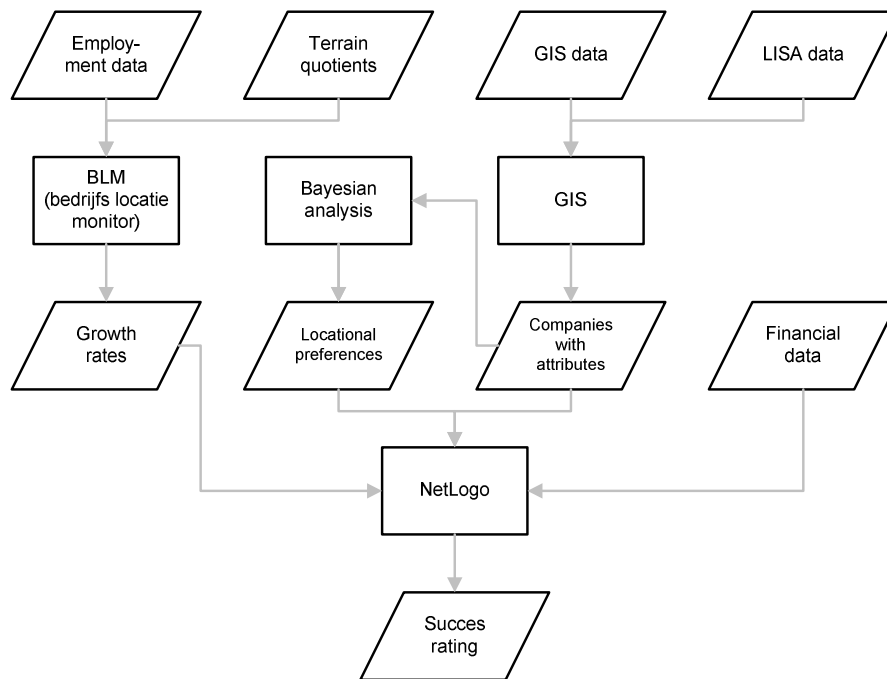 Employ-
ment data
Terrain
quotients
GIS data
LISA data
BLM
(bedrijfs locatie
monitor)
Bayesian
analysis
GIS
Growth
rates
Locational
preferences
Companies
with
attributes
Financial
data
NetLogo
Succes
rating